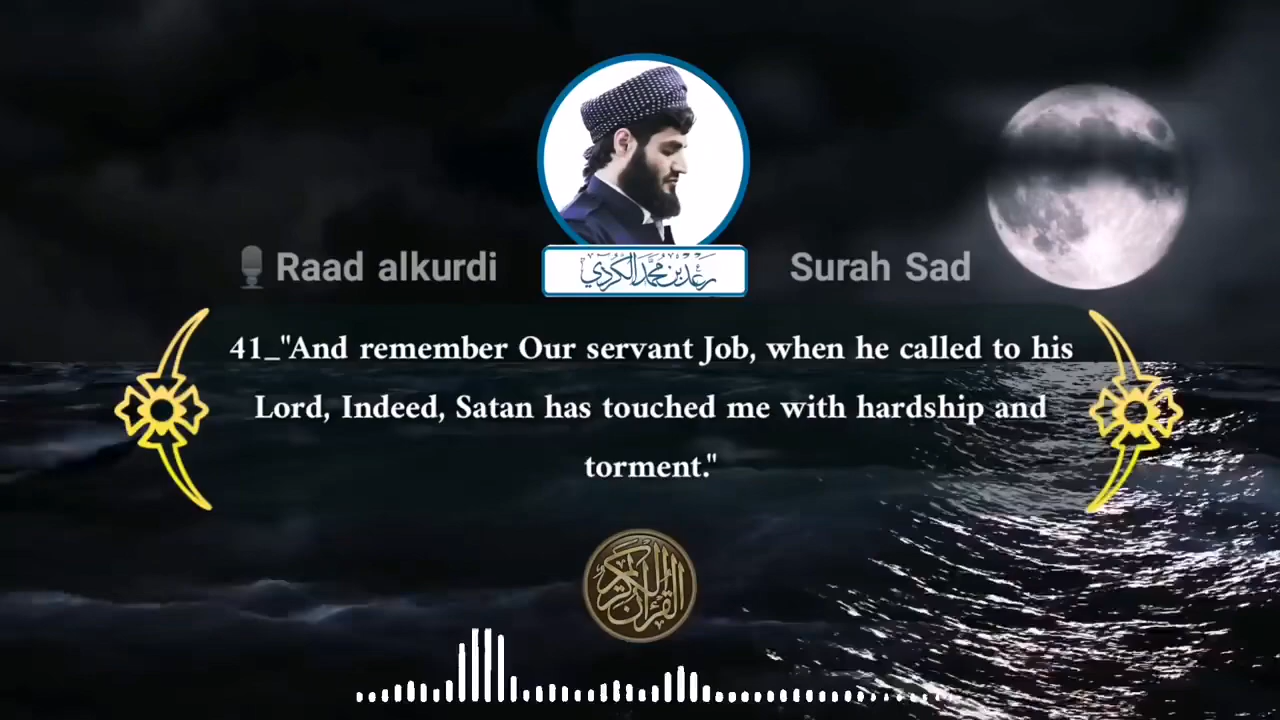 Raad alkurdi
رعد بن محمد الكردي
Surah Sad
41_"And remember Our servant Job, when he called to his
Lord, Indeed, Satan has touched me with hardship and
torment."
القرآن الكريم